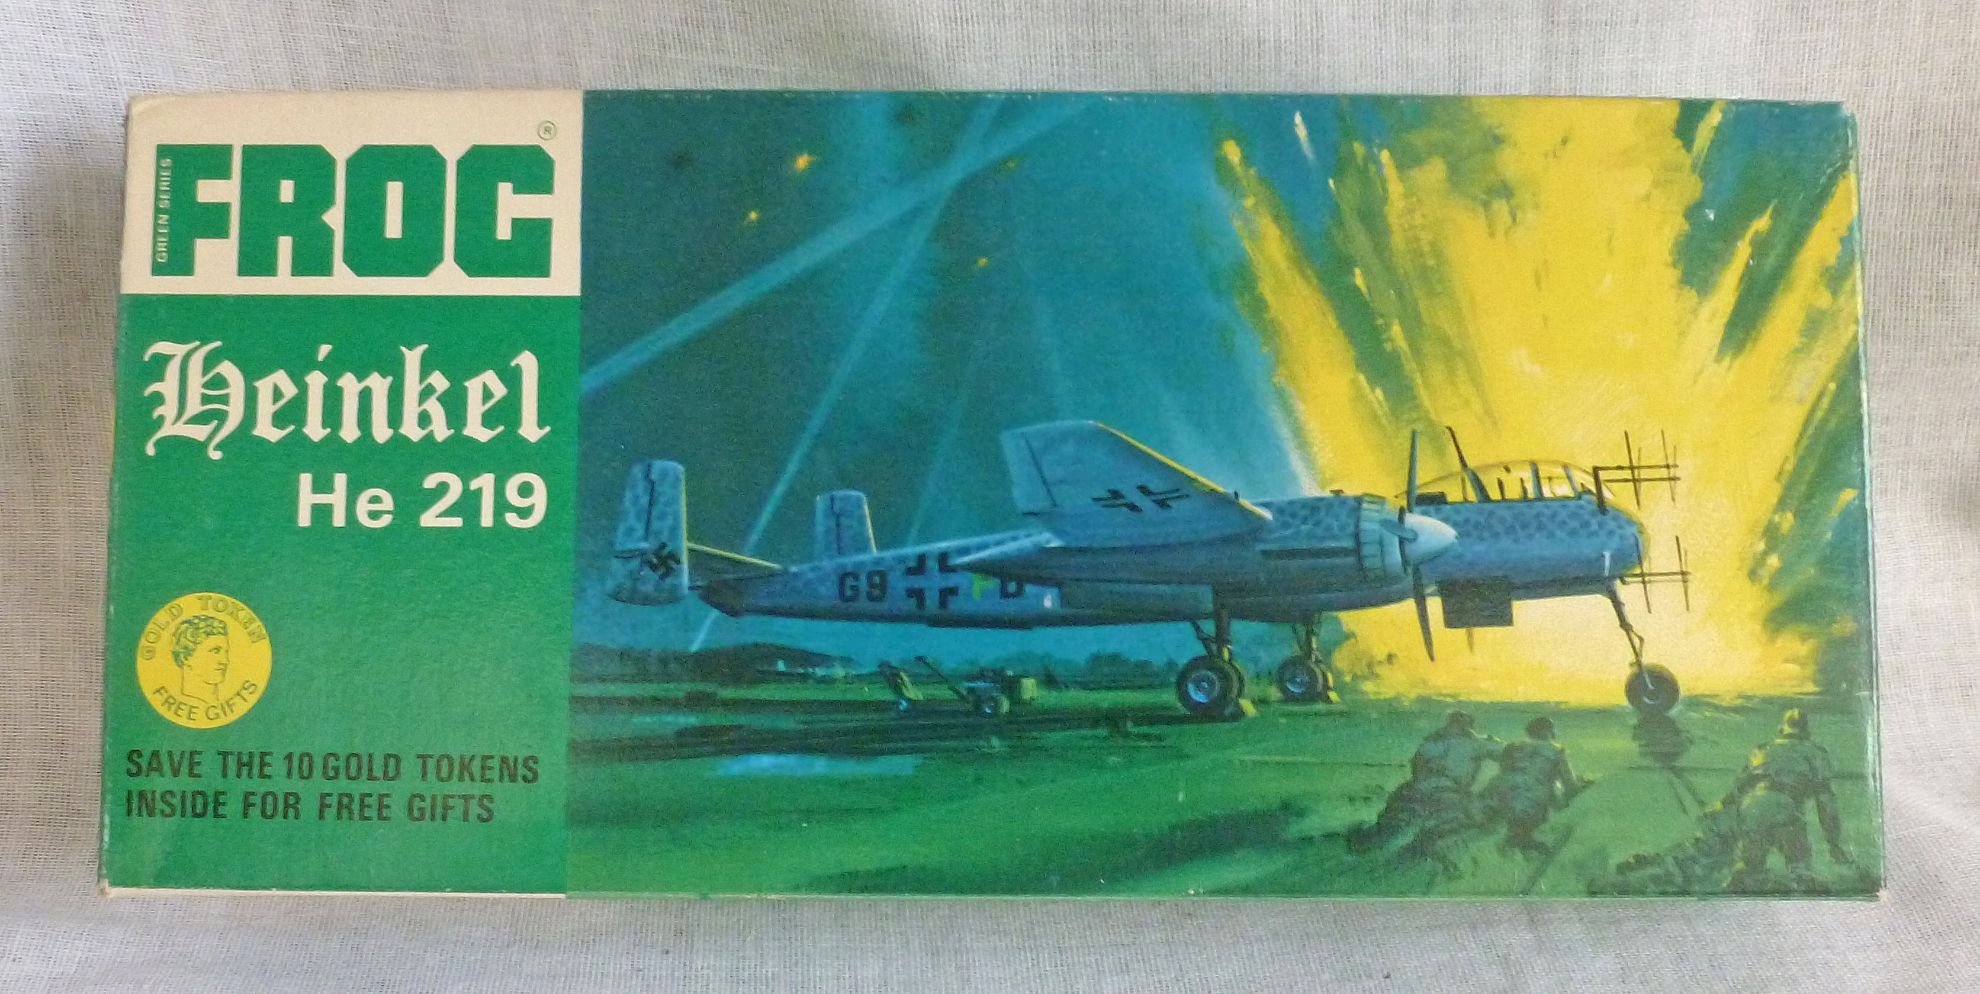 GREEN SERIES
FROG
®
Heinkel
He 219
GOLD TOKEN
FREE GIFTS
SAVE THE 10 GOLD TOKENS
INSIDE FOR FREE GIFTS
G9
D